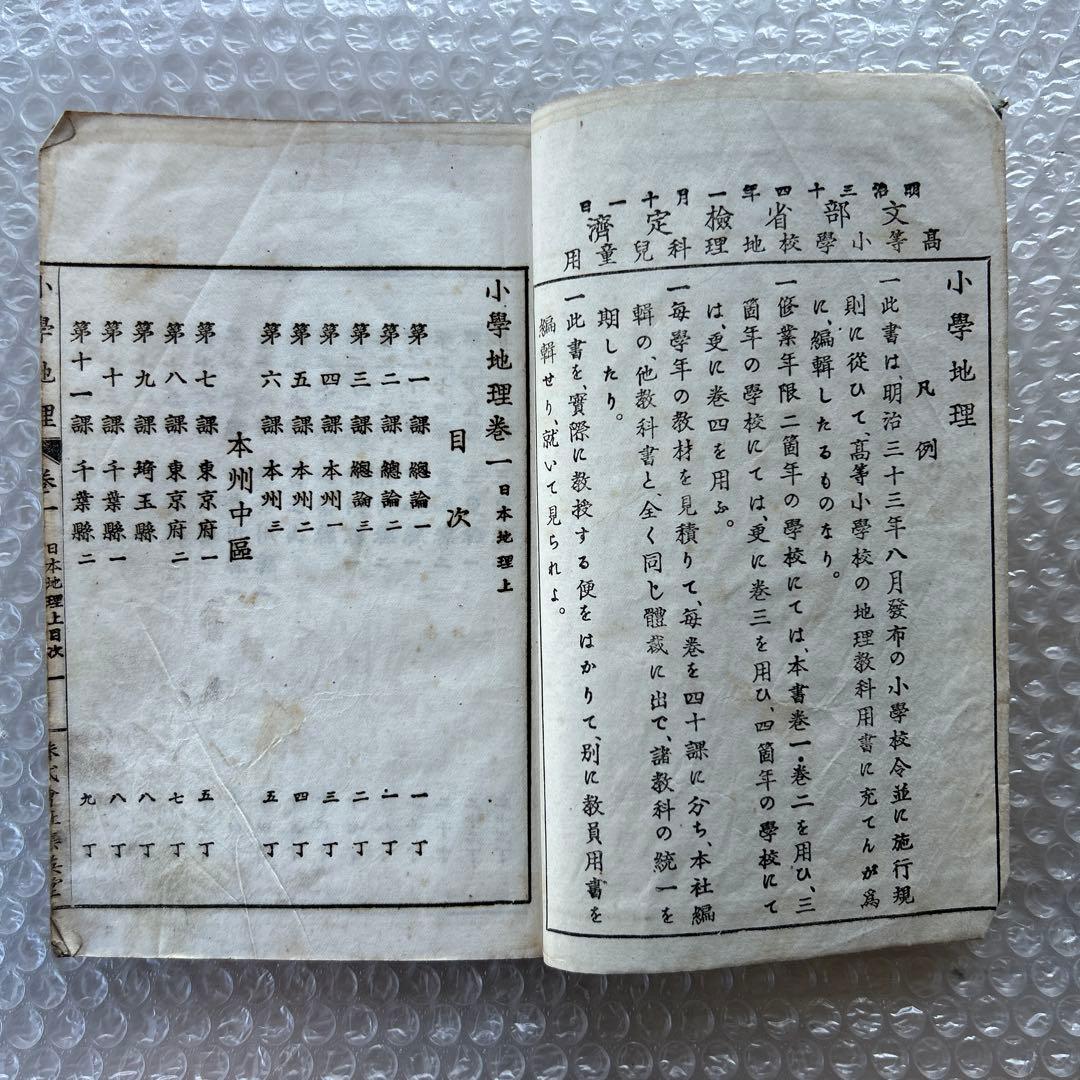 明治三十四年一月十一日
文部省檢定濟
高等小學校地理科兒童用
小學地理
凡例
一此書は、明治三十三年八月發布の小學校令並に施行規
則に從ひて、高等小學校の地理教科用書に充てんが爲
に、編輯したるものなり。
一修業年限二箇年の學校にては、本書卷一・卷二を用ひ、三
箇年の學校にては、更に卷三を用ひ、四箇年の學校にて
は、更に卷四を用ふ。
一每學年の教材を見積りて、每卷を四十課に分ち、本社編
輯の、他教科書と、全く同じ體裁に出で、諸教科の統一を
期したり。
一此書を、實際に教授する便をはかりて、別に教員用書を
編輯せり、就いて見られよ。
小學地理卷一 日本地理上
目次
第一課 總論一 一丁
第二課 總論二 一丁
第三課 總論三 二丁
第四課 本州一 三丁
第五課 本州二 四丁
第六課 本州三 五丁
本州中區
第七課 東京府一 五丁
第八課 東京府二 七丁
第九課 埼玉縣 八丁
第十課 千葉縣一 八丁
第十一課 千葉縣二 九丁
小學地理 卷一 日本地理上目次 一 株式會社集英堂